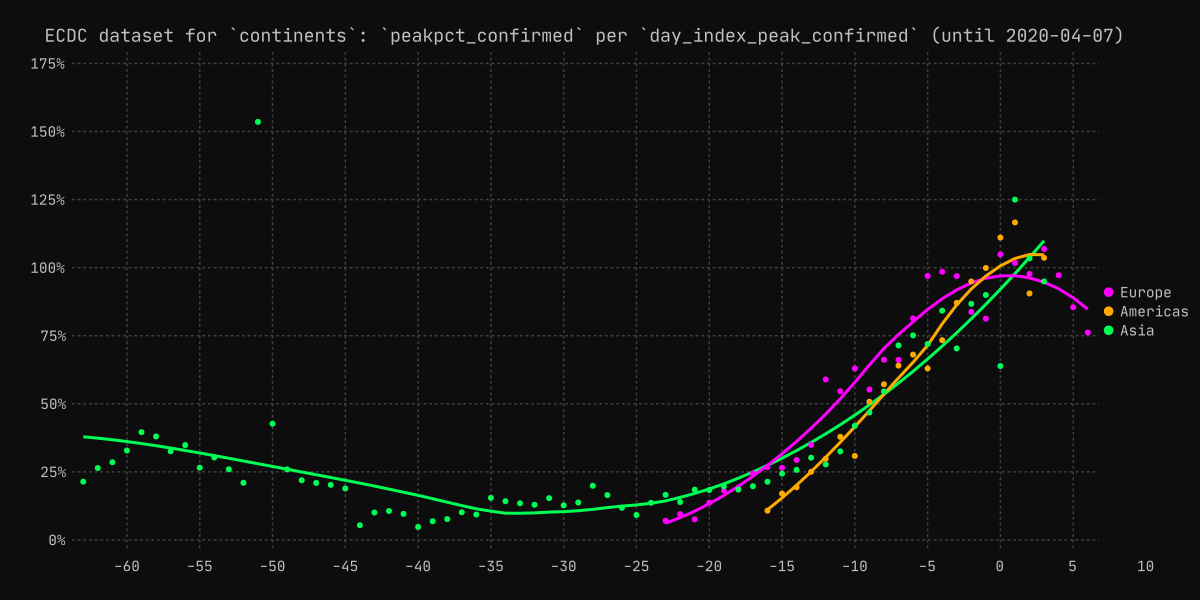 ECDC dataset for `continents`: `peakpct_confirmed` per `day_index_peak_confirmed` (until 2020-04-07)
175%
150%
125%
100%
75%
50%
25%
0%
Europe
Americas
Asia
-60 -55 -50 -45 -40 -35 -30 -25 -20 -15 -10 -5 0 5 10